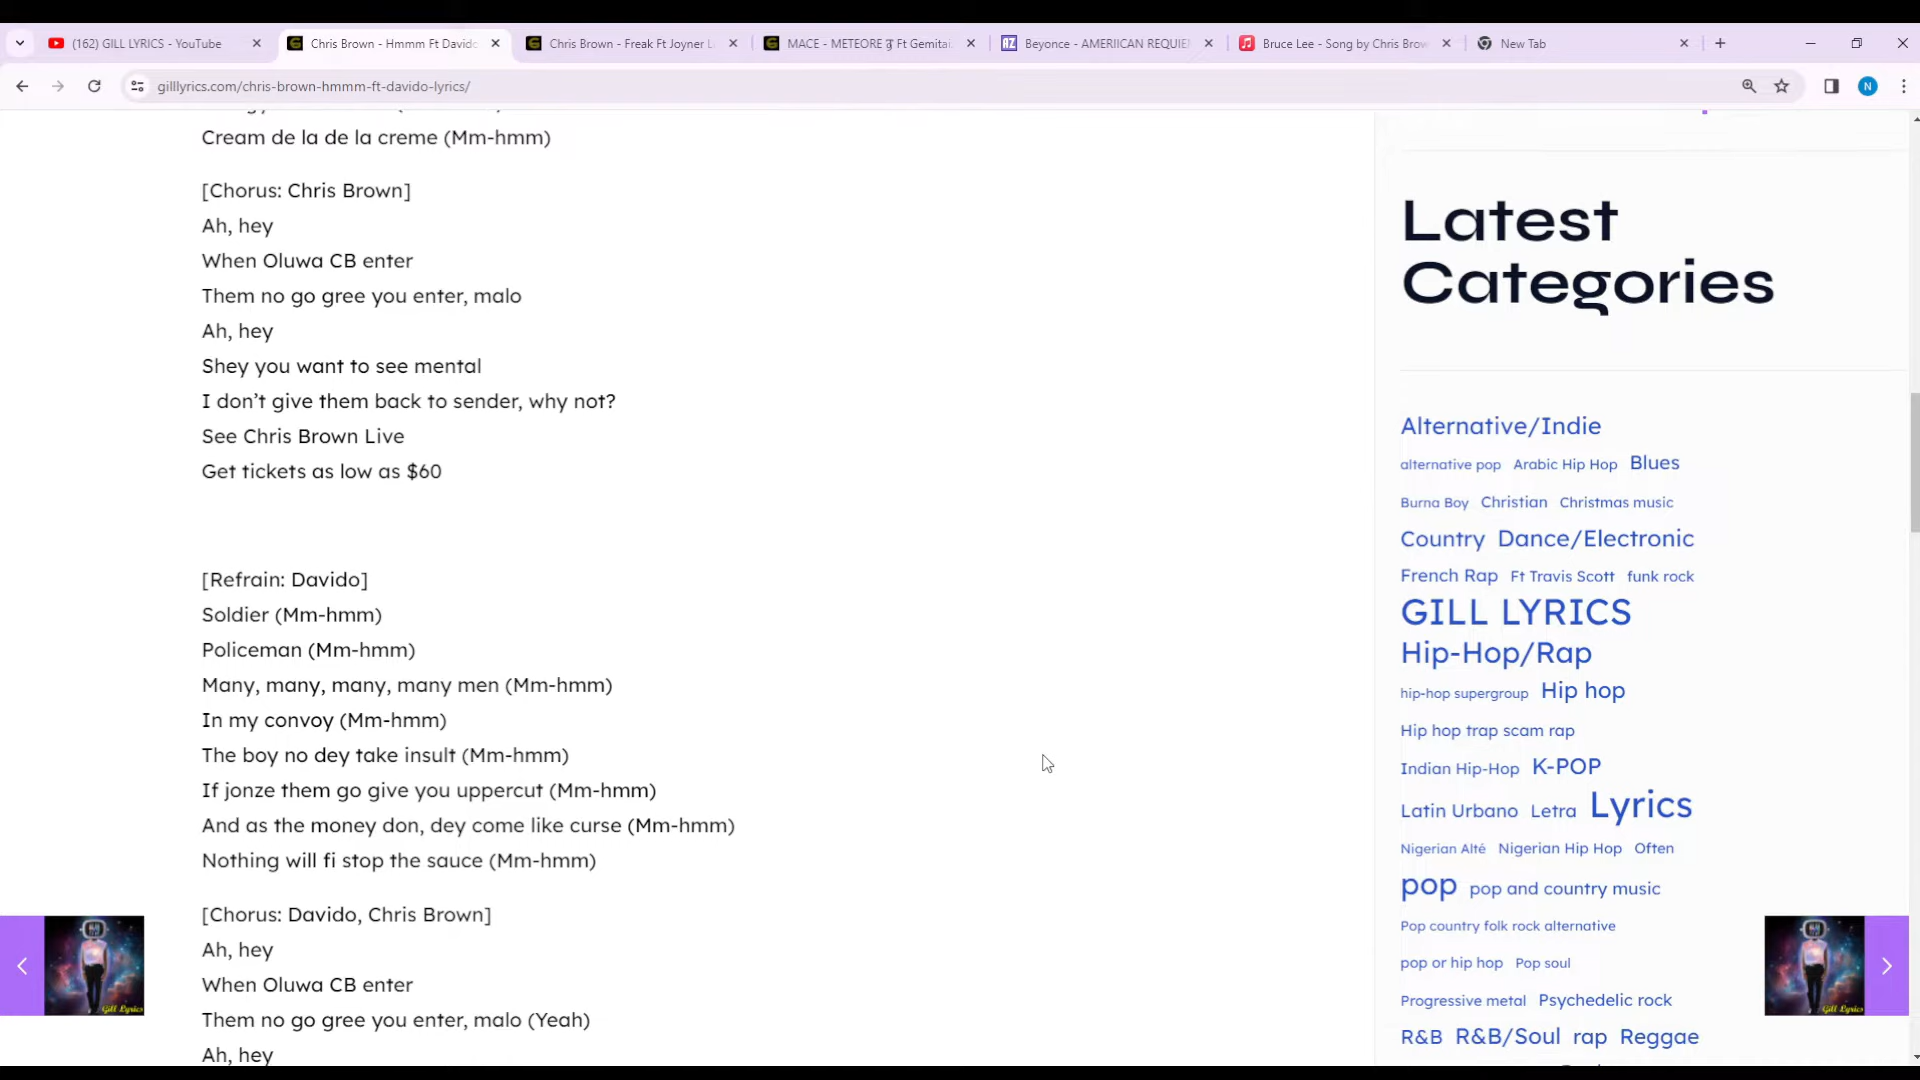 (162) GILL LYRICS - YouTube
Chris Brown - Hmmm Ft Davido
Chris Brown - Freak Ft Joyner L
MACE - METEORE Ft Gemitai
Beyonce - AMERIICAN REQUIE
Bruce Lee - Song by Chris Brow
New Tab
gilllyrics.com/chris-brown-hmmm-ft-davido-lyrics/
N
Cream de la de la creme (Mm-hmm)
[Chorus: Chris Brown]
Ah, hey
When Oluwa CB enter
Them no go gree you enter, malo
Ah, hey
Shey you want to see mental
I don’t give them back to sender, why not?
See Chris Brown Live
Get tickets as low as $60
[Refrain: Davido]
Soldier (Mm-hmm)
Policeman (Mm-hmm)
Many, many, many, many men (Mm-hmm)
In my convoy (Mm-hmm)
The boy no dey take insult (Mm-hmm)
If jonze them go give you uppercut (Mm-hmm)
And as the money don, dey come like curse (Mm-hmm)
Nothing will fi stop the sauce (Mm-hmm)
[Chorus: Davido, Chris Brown]
Ah, hey
When Oluwa CB enter
Them no go gree you enter, malo (Yeah)
Ah, hey
Latest
Categories
Alternative/Indie
alternative pop Arabic Hip Hop Blues
Burna Boy Christian Christmas music
Country Dance/Electronic
French Rap Ft Travis Scott funk rock
GILL LYRICS
Hip-Hop/Rap
hip-hop supergroup Hip hop
Hip hop trap scam rap
Indian Hip-Hop K-POP
Latin Urbano Letra Lyrics
Nigerian Alté Nigerian Hip Hop Often
pop pop and country music
Pop country folk rock alternative
pop or hip hop Pop soul
Progressive metal Psychedelic rock
R&B R&B/Soul rap Reggae
Gill Lyrics
Gill Lyrics